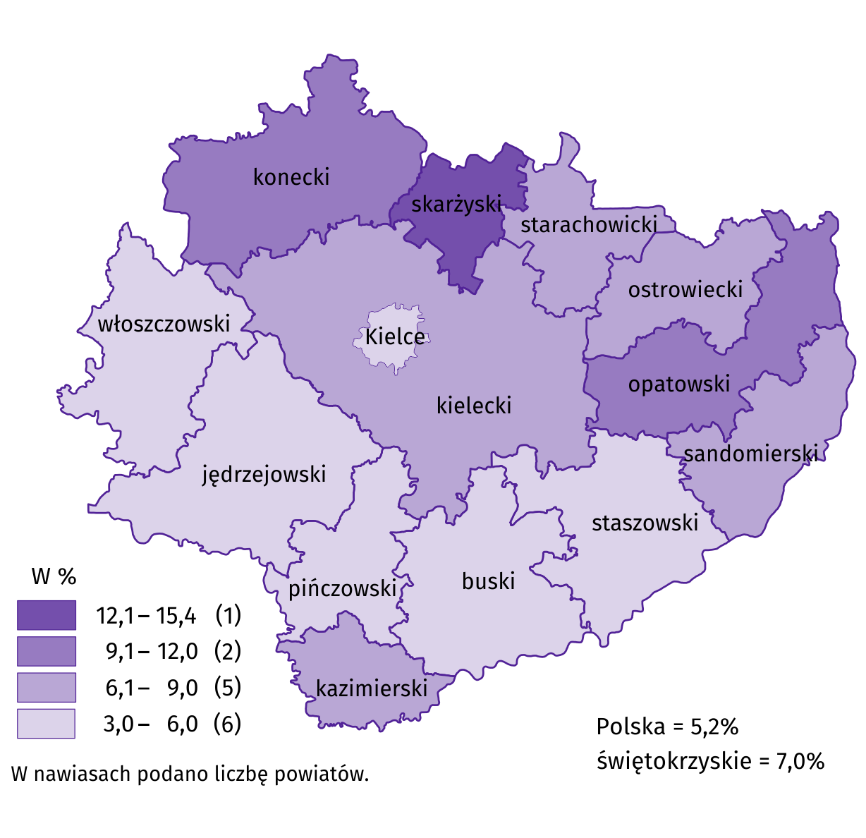 konecki
skarżyski
starachowicki
ostrowiecki
włoszczowski
Kielce
opatowski
kielecki
sandomierski
jędrzejowski
staszowski
pińczowski
buski
kazimierski
W %
12,1– 15,4 (1)
9,1– 12,0 (2)
6,1– 9,0 (5)
3,0– 6,0 (6)
Polska = 5,2%
świętokrzyskie = 7,0%
W nawiasach podano liczbę powiatów.